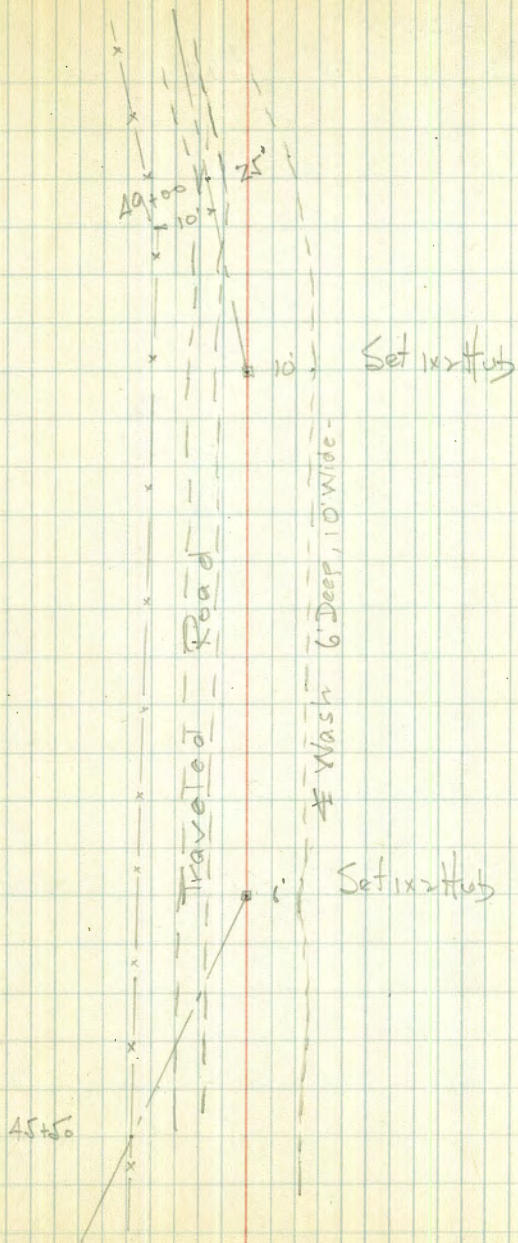 25'
49+00
10'
10' Set 1x2 Hub
Traveled Road
℄ Wash 6' Deep, 10' Wide-
6' Set 1x2 Hub
45+50